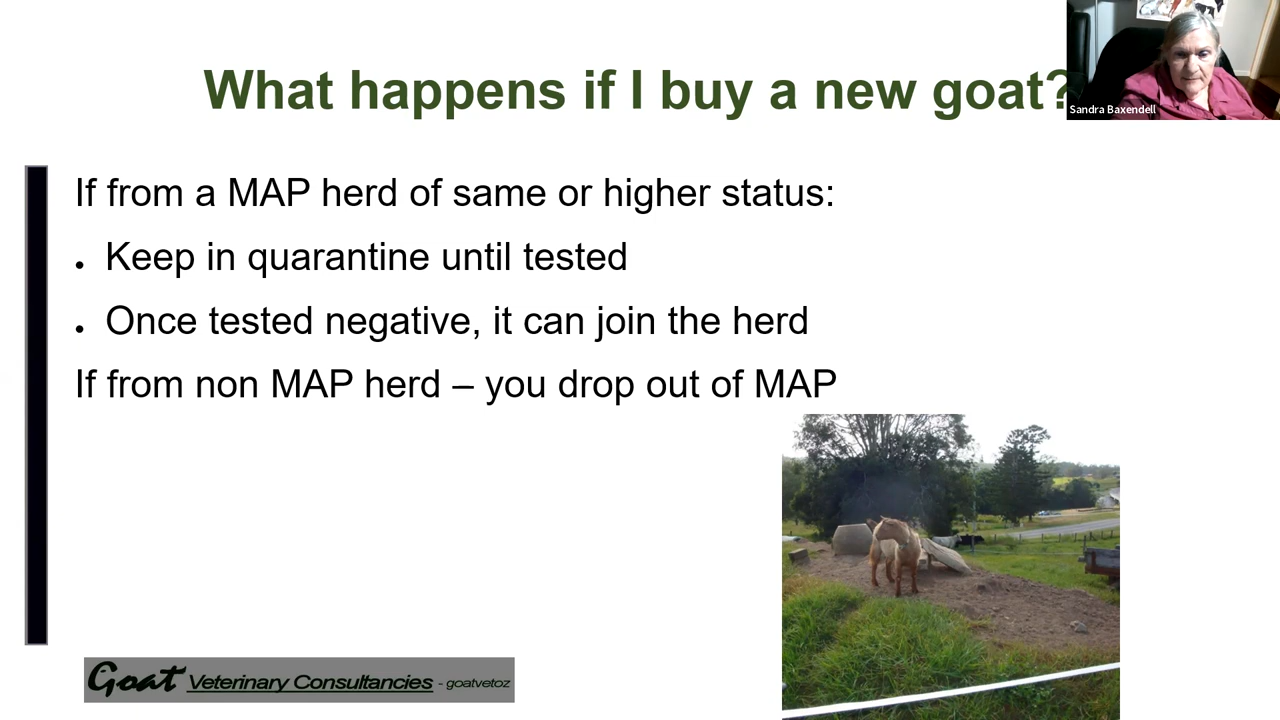 What happens if I buy a new goat?
Sandra Baxendell
If from a MAP herd of same or higher status:
• Keep in quarantine until tested
• Once tested negative, it can join the herd
If from non MAP herd – you drop out of MAP
Goat Veterinary Consultancies - goatvetoz